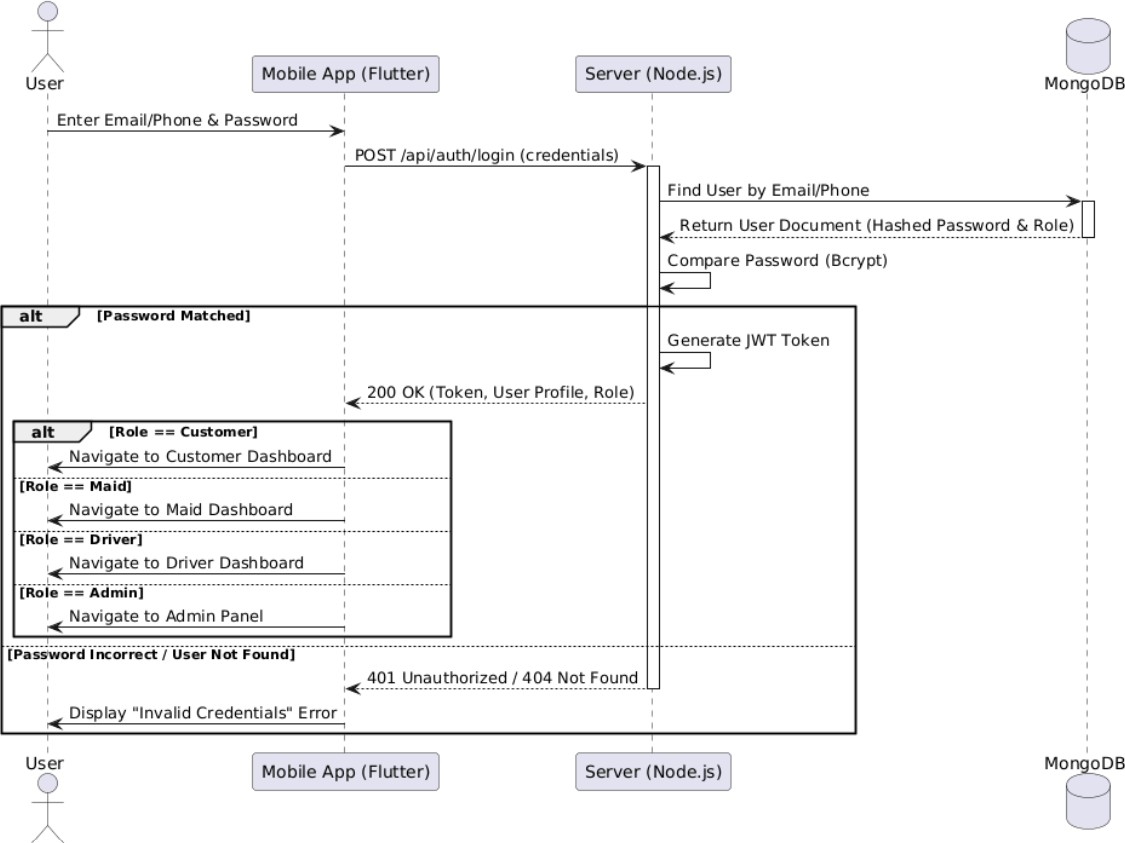 User
Mobile App (Flutter)
Server (Node.js)
MongoDB
Enter Email/Phone & Password
POST /api/auth/login (credentials)
Find User by Email/Phone
Return User Document (Hashed Password & Role)
Compare Password (Bcrypt)
alt [Password Matched]
Generate JWT Token
200 OK (Token, User Profile, Role)
alt [Role == Customer]
Navigate to Customer Dashboard
[Role == Maid]
Navigate to Maid Dashboard
[Role == Driver]
Navigate to Driver Dashboard
[Role == Admin]
Navigate to Admin Panel
[Password Incorrect / User Not Found]
401 Unauthorized / 404 Not Found
Display "Invalid Credentials" Error
User
Mobile App (Flutter)
Server (Node.js)
MongoDB